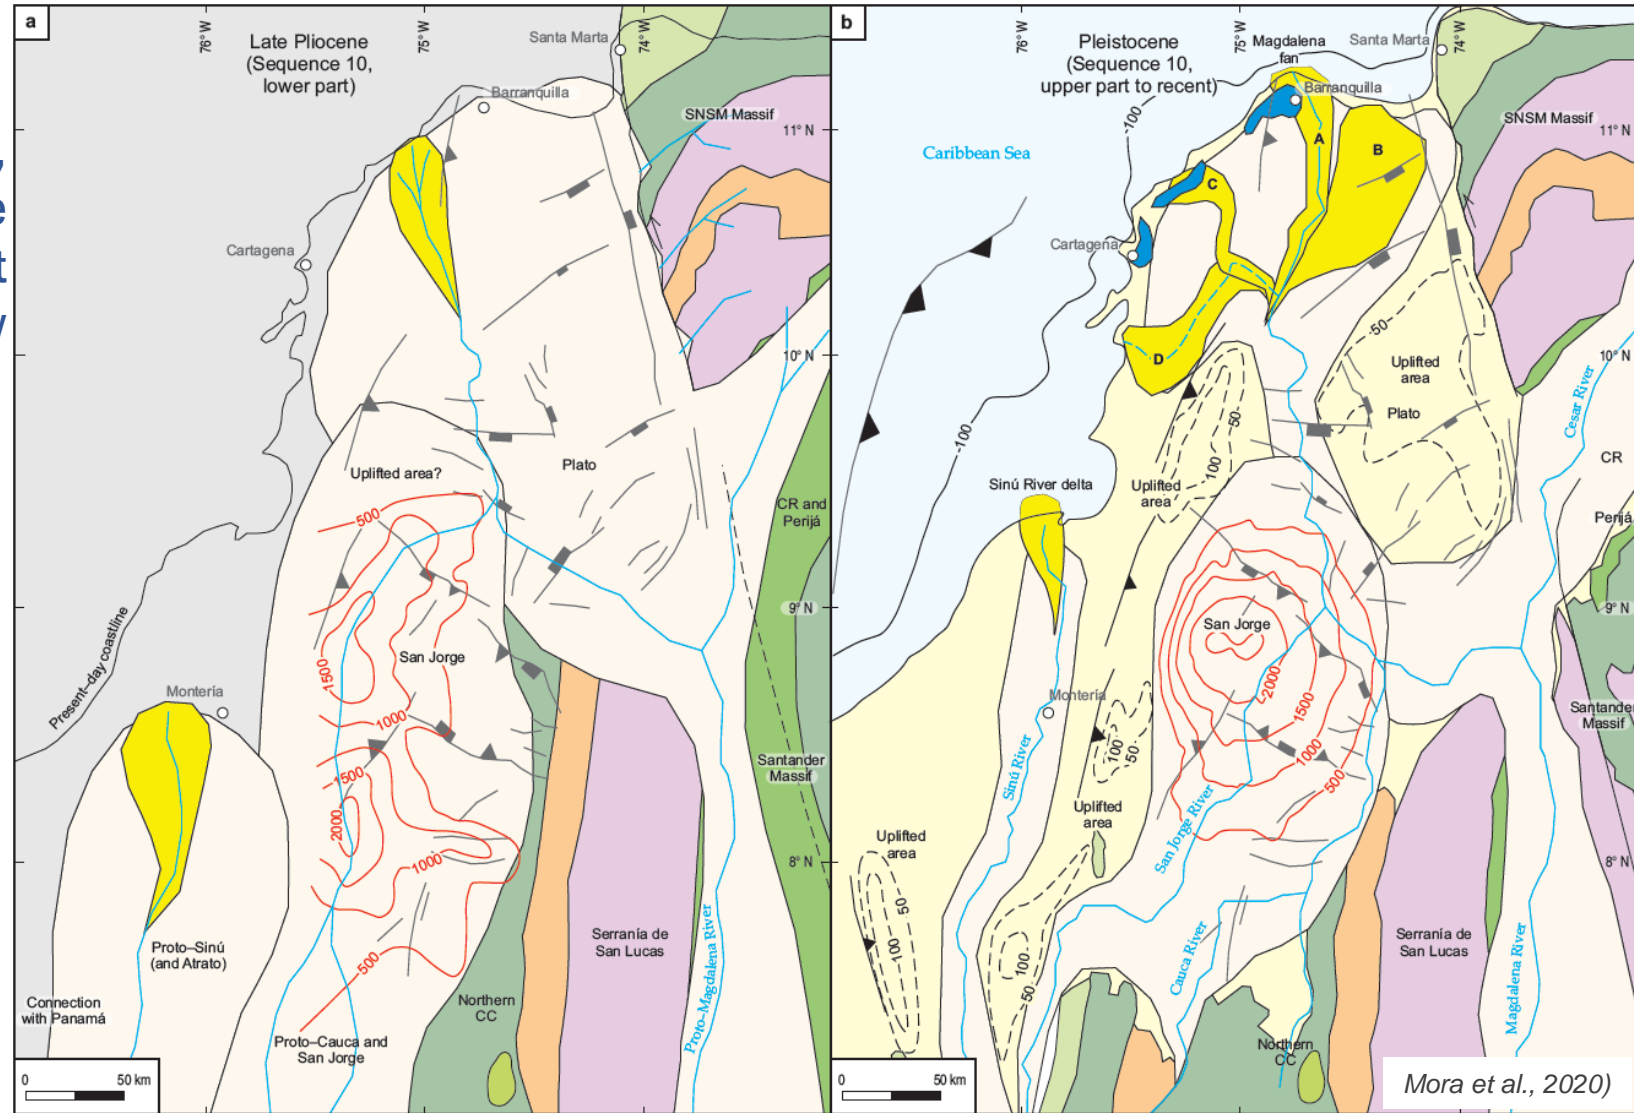 y
e
t
y
a
76° W
75° W
74° W
Late Pliocene
(Sequence 10,
lower part)
Santa Marta
Barranquilla
SNSM Massif
11° N
Cartagena
10° N
Uplifted area?
Plato
500
CR and
Perijá
9° N
San Jorge
1500
Present–day coastline
Montería
1000
1500
Santander
Massif
2000
1000
8° N
Proto–Sinú
(and Atrato)
Serranía de
San Lucas
500
Proto–Magdalena River
Connection
with Panamá
Northern
CC
Proto–Cauca and
San Jorge
0 50 km
b
76° W
75° W
74° W
Pleistocene
(Sequence 10,
upper part to recent)
Magdalena
fan
Santa Marta
Barranquilla
-100
SNSM Massif
11° N
Caribbean Sea
A
B
C
Cartagena
D
50
10° N
Uplifted
area
Plato
Cesar River
50
-100
100
CR
Sinú River delta
Uplifted
area
Perijá
9° N
San Jorge
2000
1500
Montería
Santander
Massif
100
50
1000
500
Sinú River
Uplifted
area
San Jorge River
Uplifted
area
8° N
50
100
Serranía de
San Lucas
Cauca River
Magdalena River
100
50
Northern
CC
0 50 km
Mora et al., 2020)